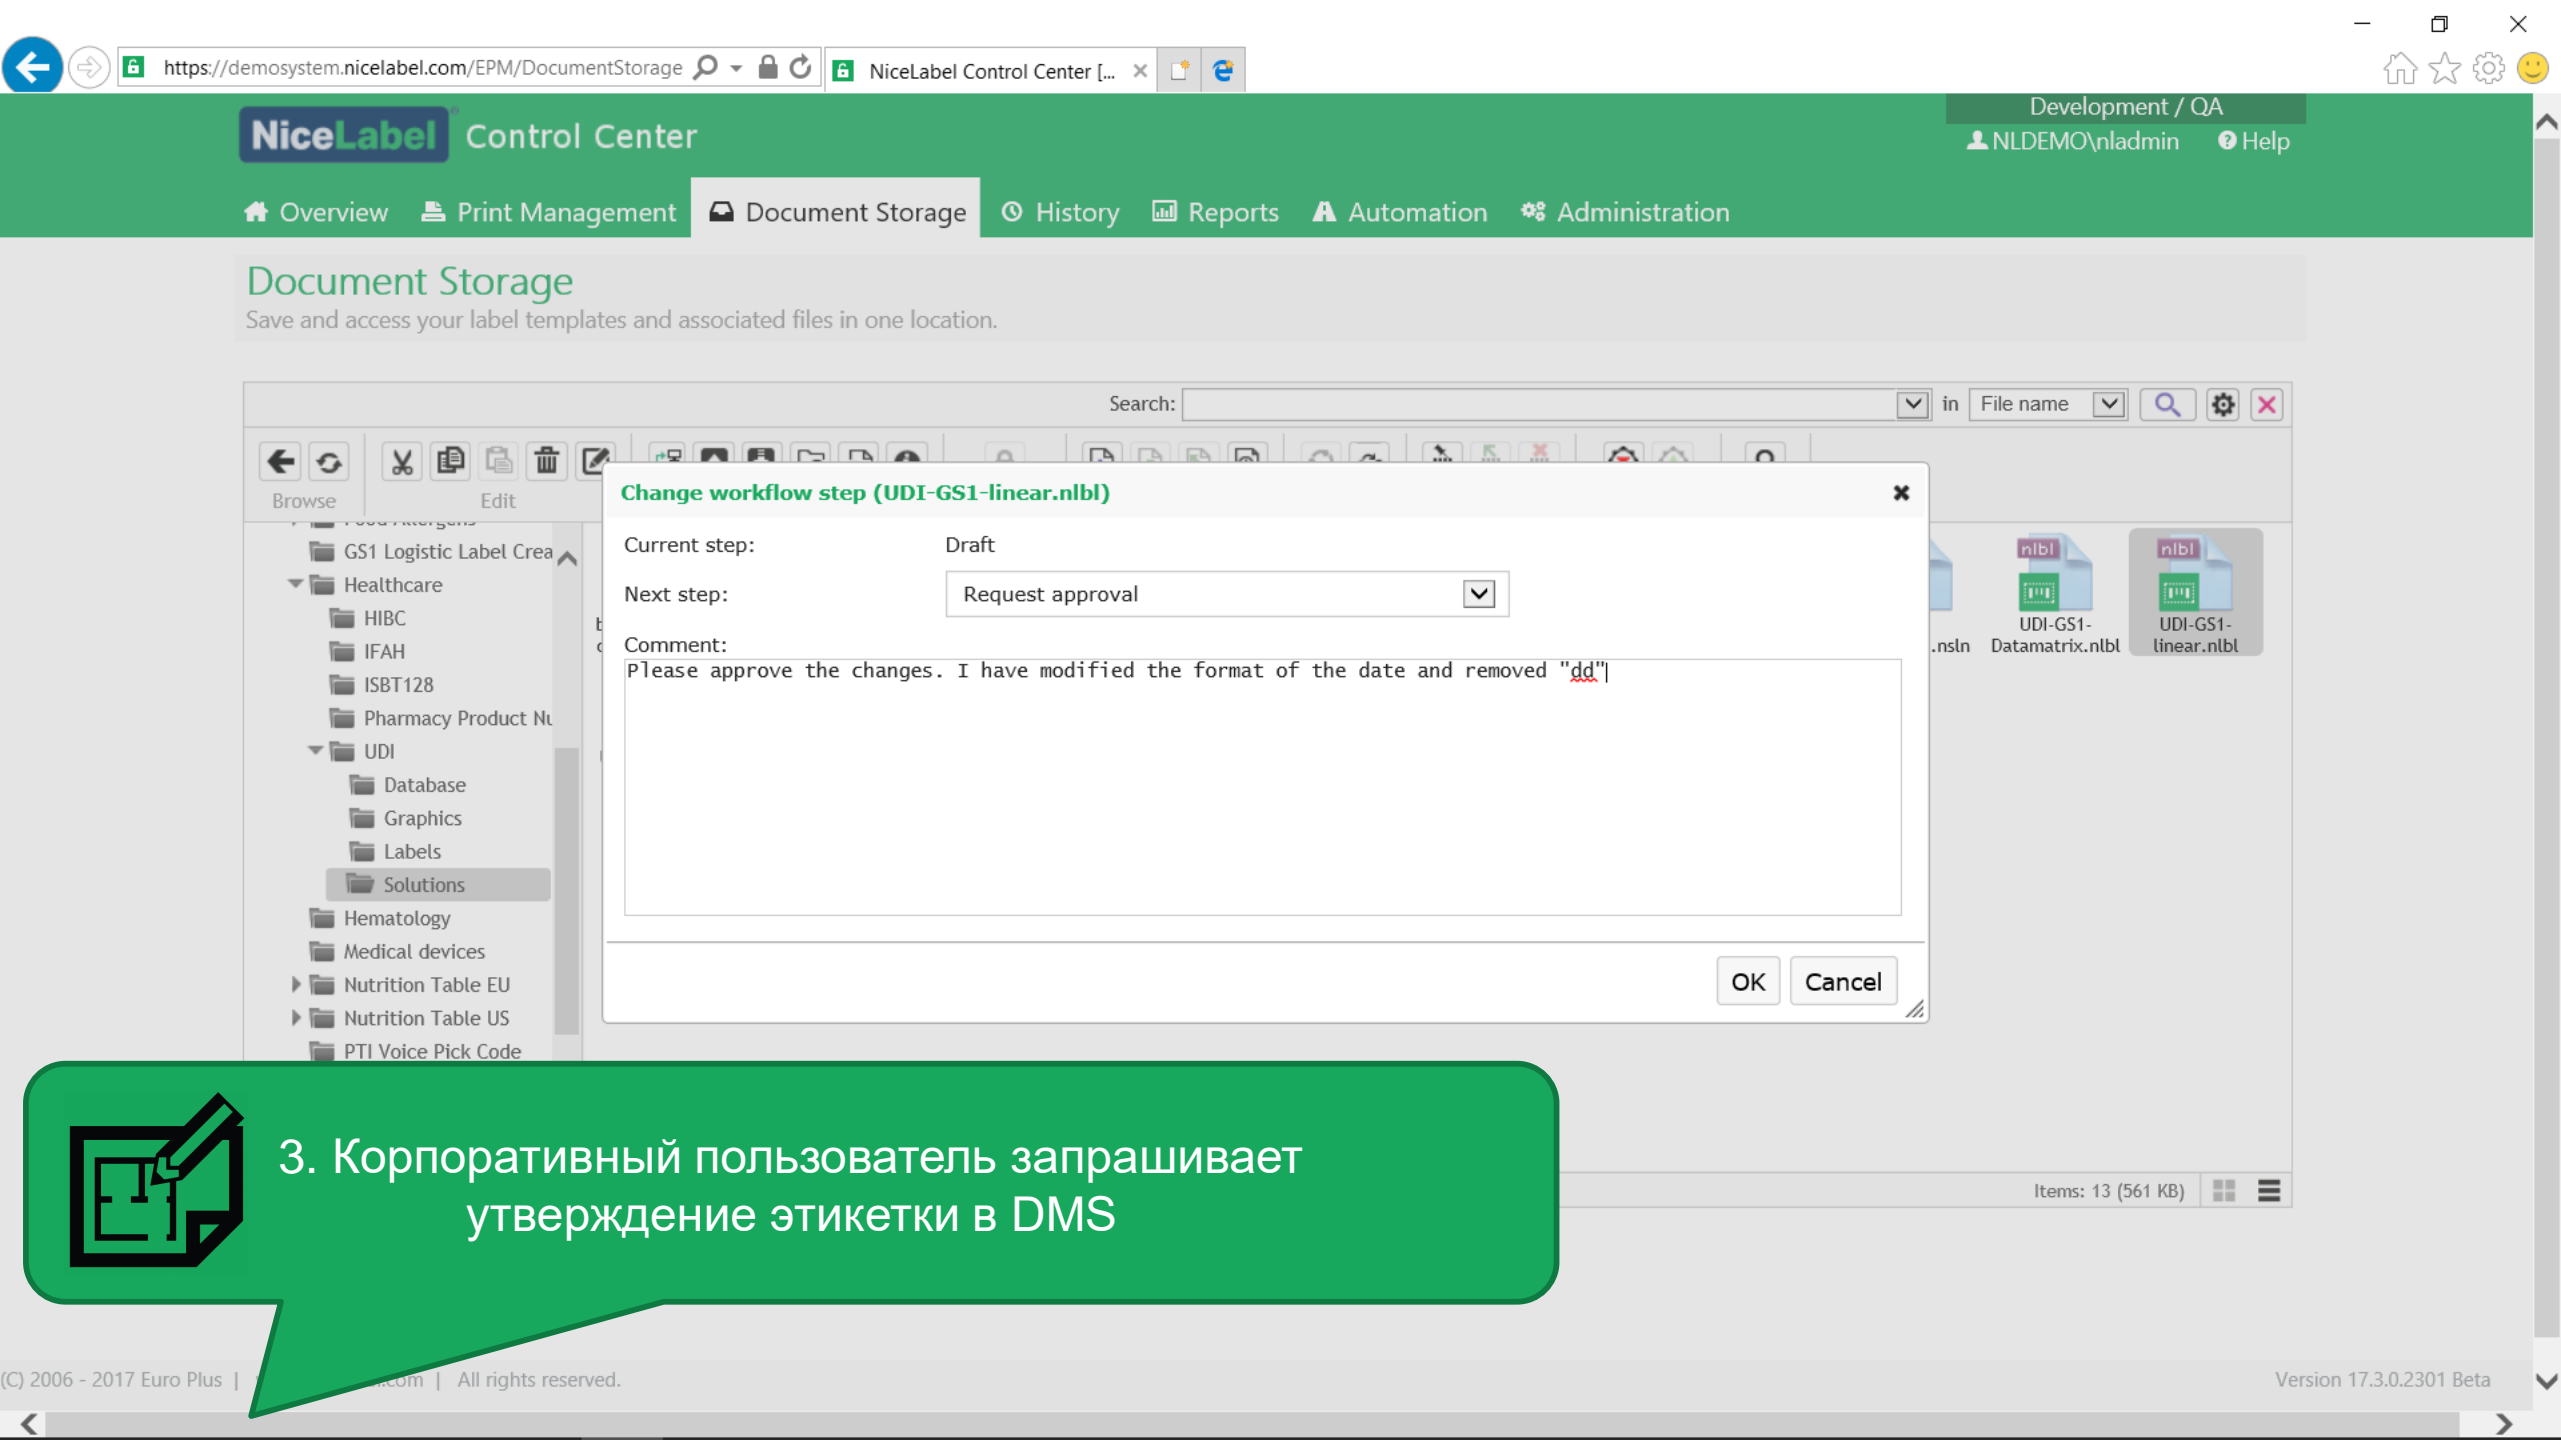 https://demosystem.nicelabel.com/EPM/DocumentStorage
NiceLabel Control Center [...
Development / QA
NiceLabel Control Center
NLDEMO\nladmin
Help
Overview
Print Management
Document Storage
History
Reports
Automation
Administration
Document Storage
Save and access your label templates and associated files in one location.
Search:
in
File name
Browse
Edit
Change workflow step (UDI-GS1-linear.nlbl)
Current step:
Draft
Next step:
Request approval
Comment:
Please approve the changes. I have modified the format of the date and removed "dd"
OK
Cancel
GS1 Logistic Label Crea
Healthcare
HIBC
IFAH
ISBT128
Pharmacy Product Nu
UDI
Database
Graphics
Labels
Solutions
Hematology
Medical devices
Nutrition Table EU
Nutrition Table US
PTI Voice Pick Code
.nsln
nlbl
UDI-GS1-
Datamatrix.nlbl
nlbl
UDI-GS1-
linear.nlbl
3. Корпоративный пользователь запрашивает
утверждение этикетки в DMS
Items: 13 (561 KB)
(C) 2006 - 2017 Euro Plus |
| All rights reserved.
Version 17.3.0.2301 Beta